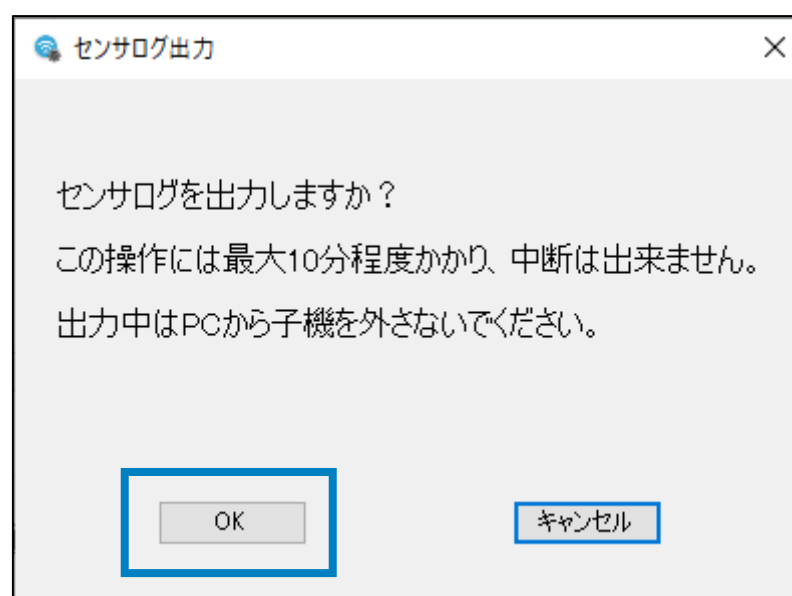 センサログ出力
センサログを出力しますか？
この操作には最大10分程度かかり、中断は出来ません。
出力中はPCから子機を外さないでください。
OK
キャンセル